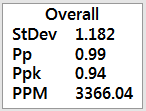 Overall
StDev 1.182
Pp 0.99
Ppk 0.94
PPM 3366.04